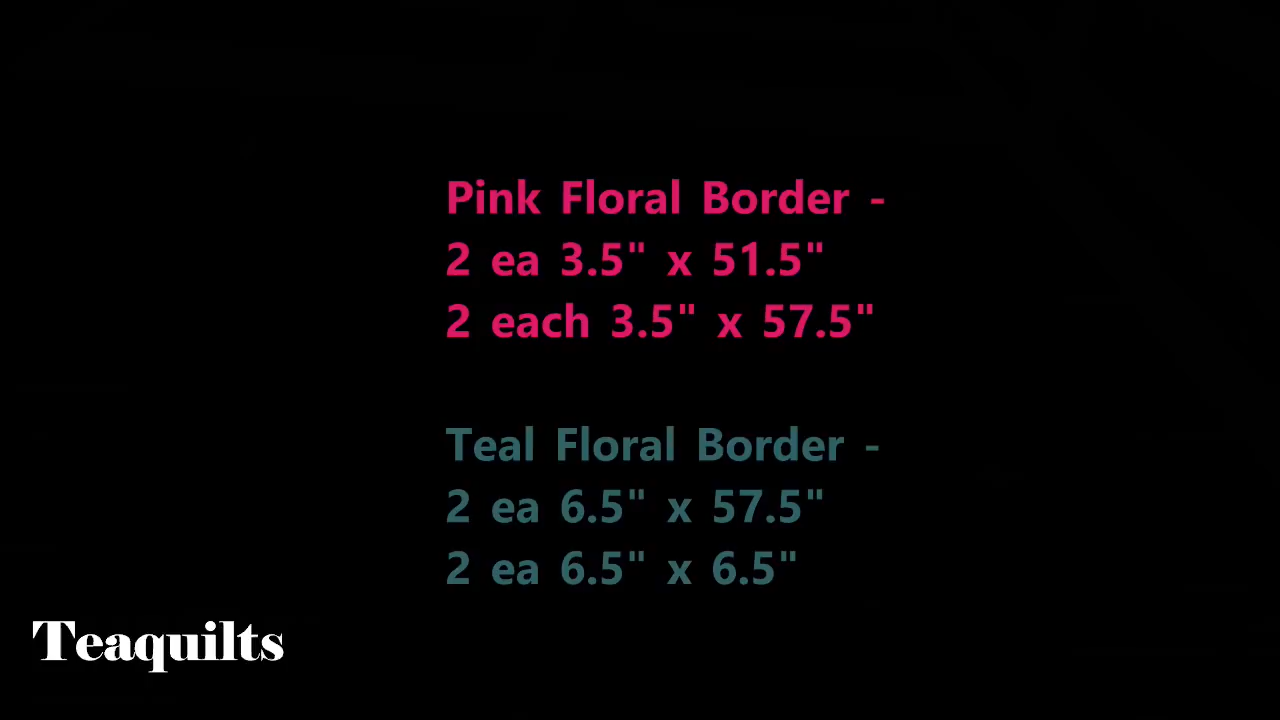 Pink Floral Border -
2 ea 3.5" x 51.5"
2 each 3.5" x 57.5"
Teal Floral Border -
2 ea 6.5" x 57.5"
2 ea 6.5" x 6.5"
Teaquilts